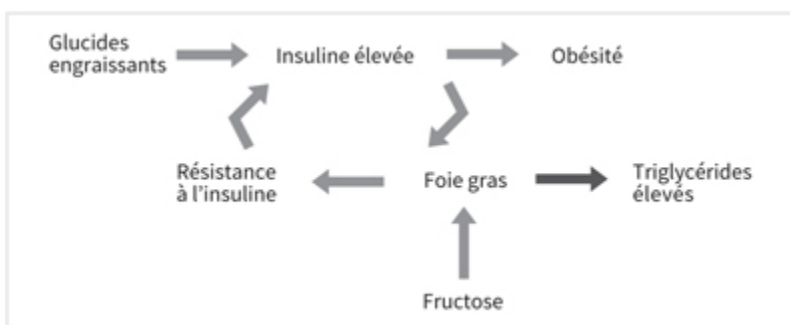 Glucides
engraissants
Insuline élevée
Obésité
Résistance
à l'insuline
Foie gras
Triglycérides
élevés
Fructose